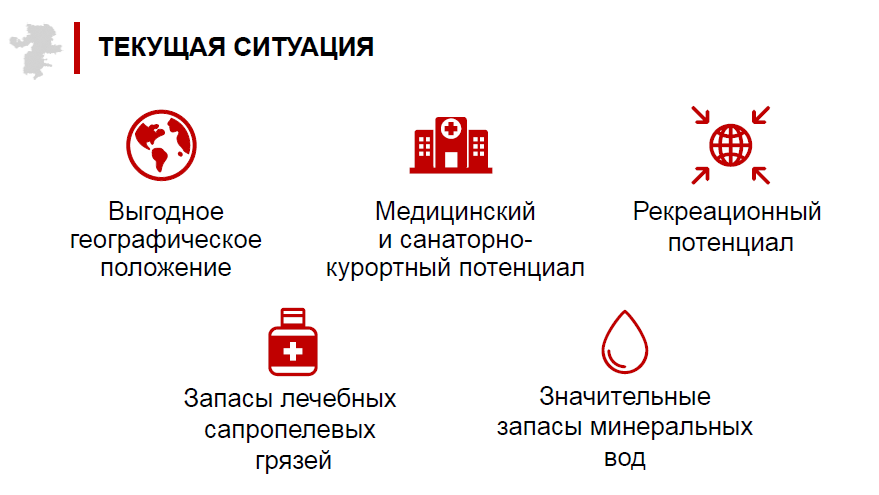 ТЕКУЩАЯ СИТУАЦИЯ
Выгодное
географическое
положение
Медицинский
и санаторно-
курортный потенциал
Рекреационный
потенциал
Запасы лечебных
сапропелевых
грязей
Значительные
запасы минеральных
вод